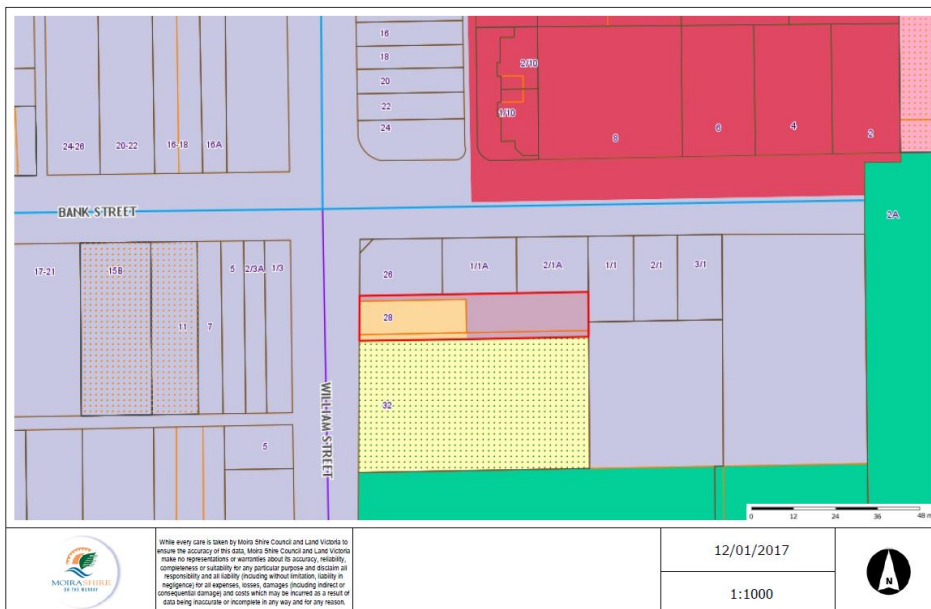 16
18
20
22
24
2/10
1/10
8
6
4
2
24-26
20-22
16-18
16A
BANK STREET
2A
17-21
15B
11
7
5
2/3A
1/3
26
1/1A
2/1A
1/1
2/1
3/1
28
32
WILLIAM STREET
5
0 12 24 36 48 m
MOIRASHIRE
ON THE MURRAY
While every care is taken by Moira Shire Council and Land Victoria to
ensure the accuracy of this data, Moira Shire Council and Land Victoria
make no representations or warranties about its accuracy, reliability,
completeness or suitability for any particular purpose and disclaim all
responsibility and all liability (including without limitation, liability in
negligence) for all expenses, losses, damages (including indirect or
consequential damage) and costs which may be incurred as a result of
data being inaccurate or incomplete in any way and for any reason.
12/01/2017
1:1000
N